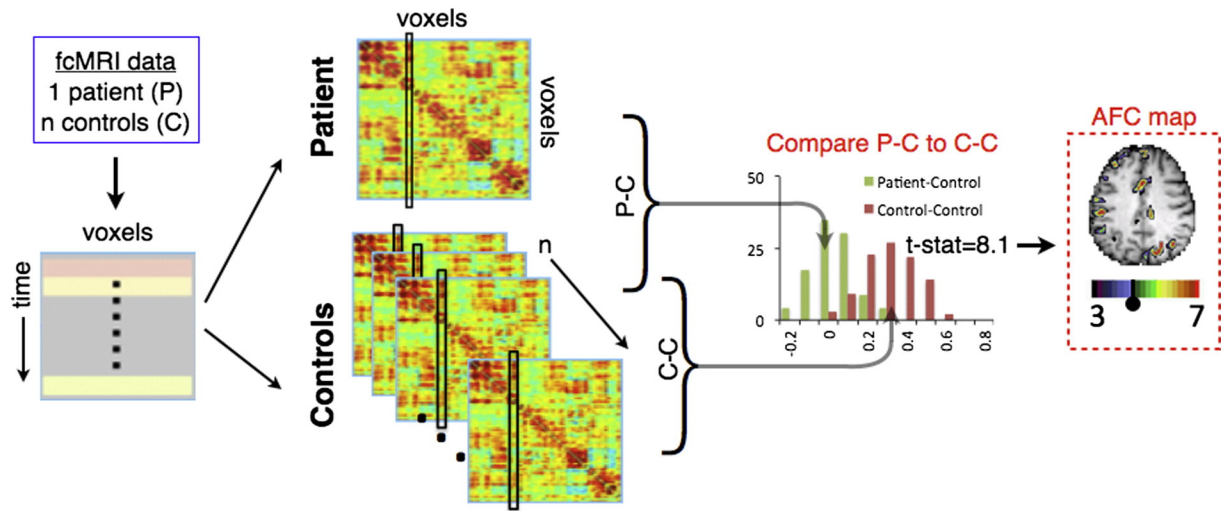 fcMRI data
1 patient (P)
n controls (C)
voxels
time
voxels
voxels
Patient
Controls
n
P-C
C-C
Compare P-C to C-C
50
25
0
Patient-Control
Control-Control
t-stat=8.1
-0.2
0
0.2
0.4
0.6
0.8
AFC map
3
7